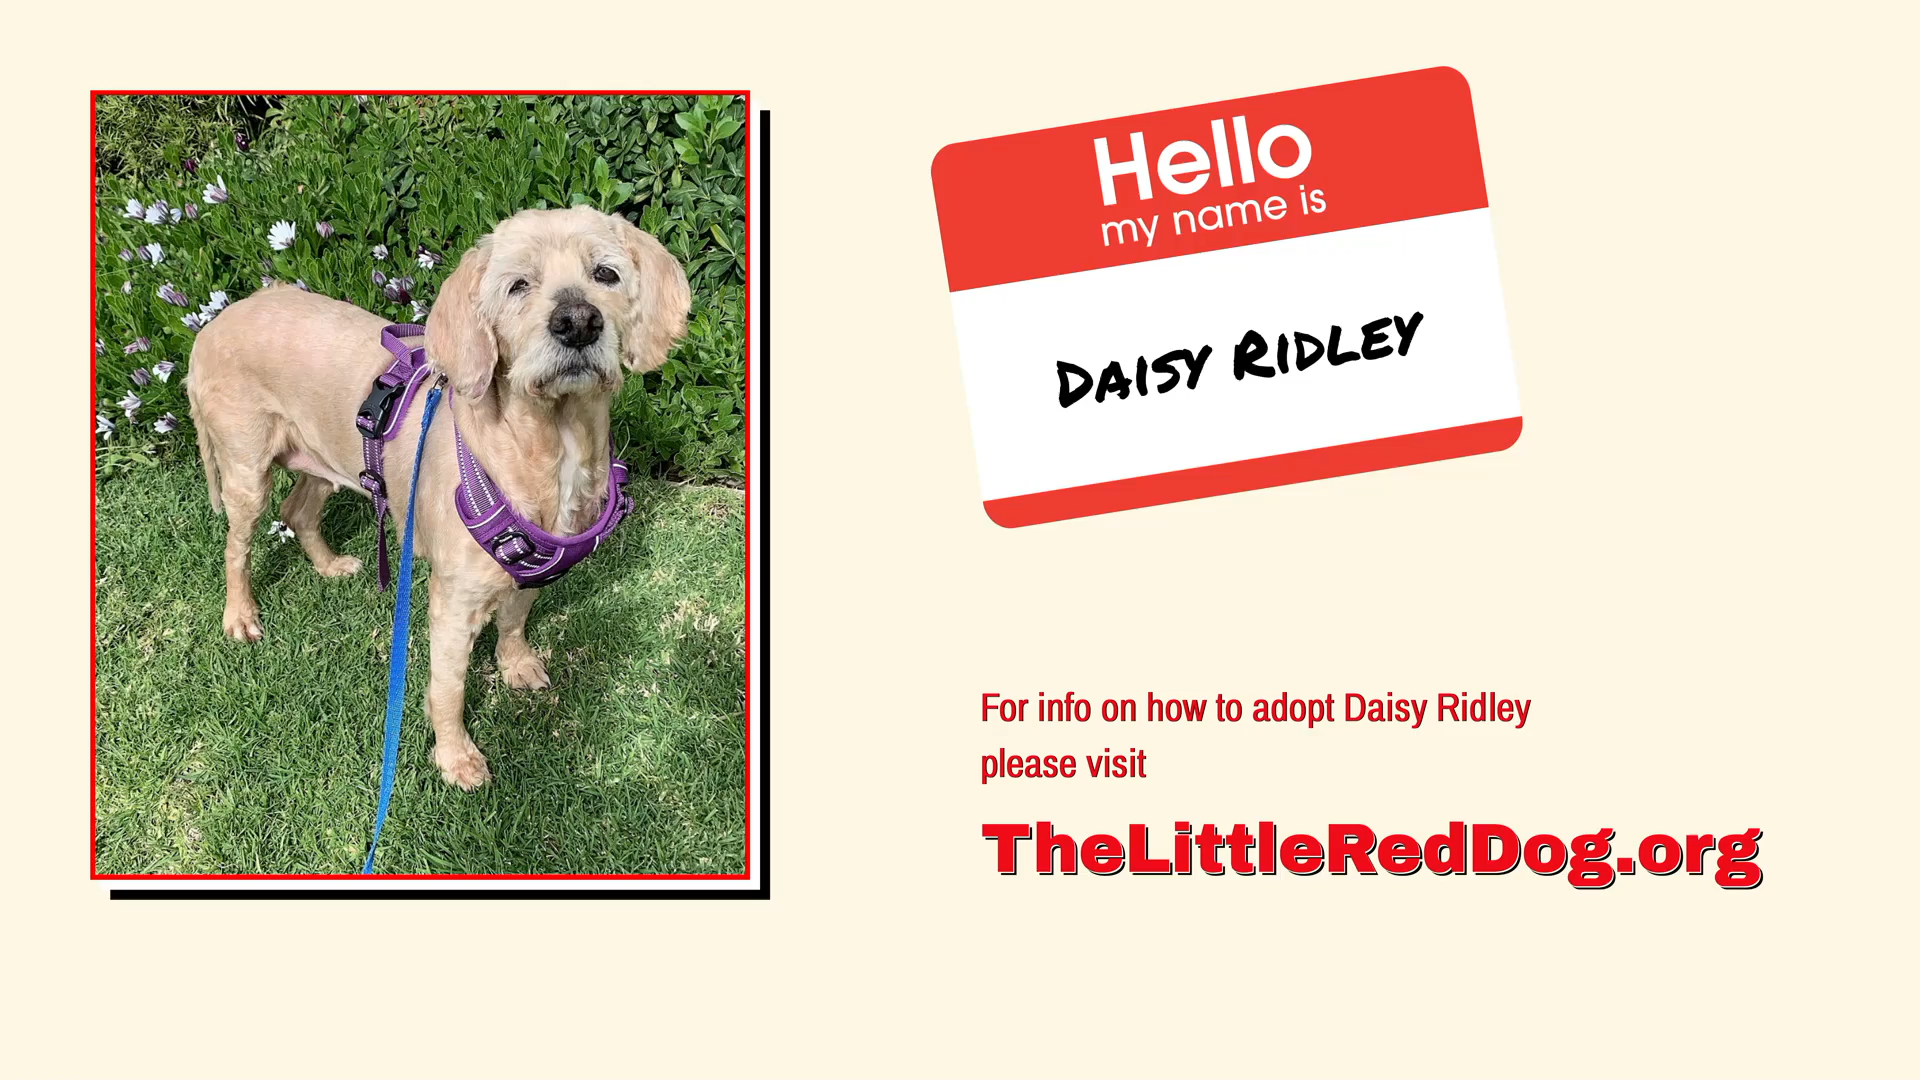 Hello
my name is
DAISY RIDLEY
For info on how to adopt Daisy Ridley
please visit
TheLittleRedDog.org